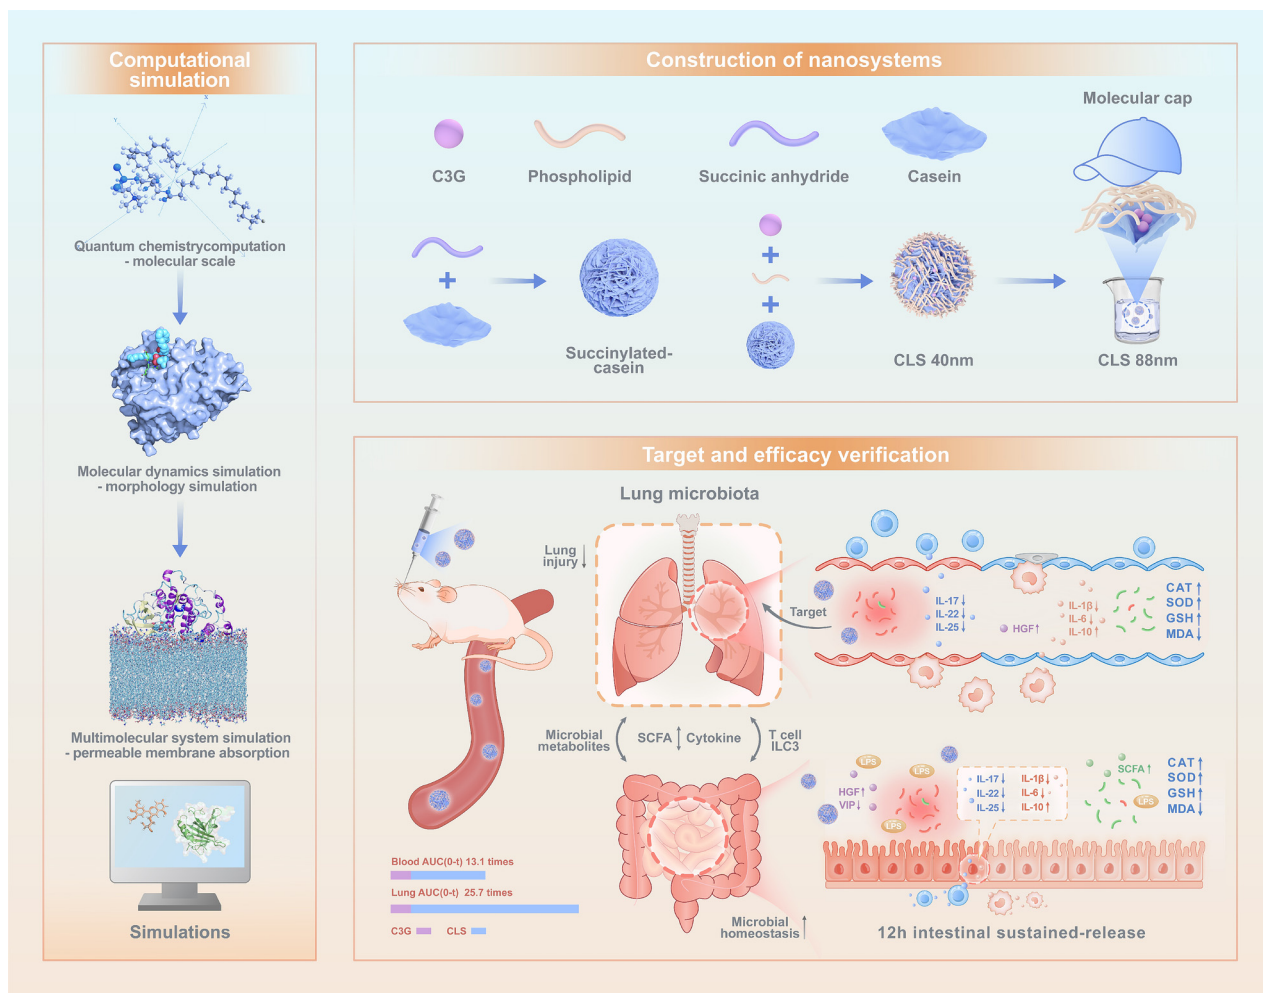 Computational
simulation
X
Y
Quantum chemistrycomputation
- molecular scale
Molecular dynamics simulation
- morphology simulation
Multimolecular system simulation
- permeable membrane absorption
Simulations
Construction of nanosystems
Molecular cap
C3G
Phospholipid
Succinic anhydride
Casein
+
+
+
Succinylated-
casein
CLS 40nm
CLS 88nm
Target and efficacy verification
Lung microbiota
Lung
injury↓
Target
IL-17↓
IL-22↓
IL-25↓
HGF↑
IL-1β↓
IL-6↓
IL-10↑
CAT↑
SOD↑
GSH↑
MDA↓
Microbial
metabolites
SCFA
Cytokine
T cell
ILC3
Blood AUC(0-t) 13.1 times
Lung AUC(0-t) 25.7 times
C3G
CLS
Microbial
homeostasis↑
LPS
LPS
LPS
LPS
HGF↑
VIP↓
IL-17↓
IL-22↓
IL-25↓
IL-1β↓
IL-6↓
IL-10↑
SCFA↑
CAT↑
SOD↑
GSH↑
MDA↓
12h intestinal sustained-release